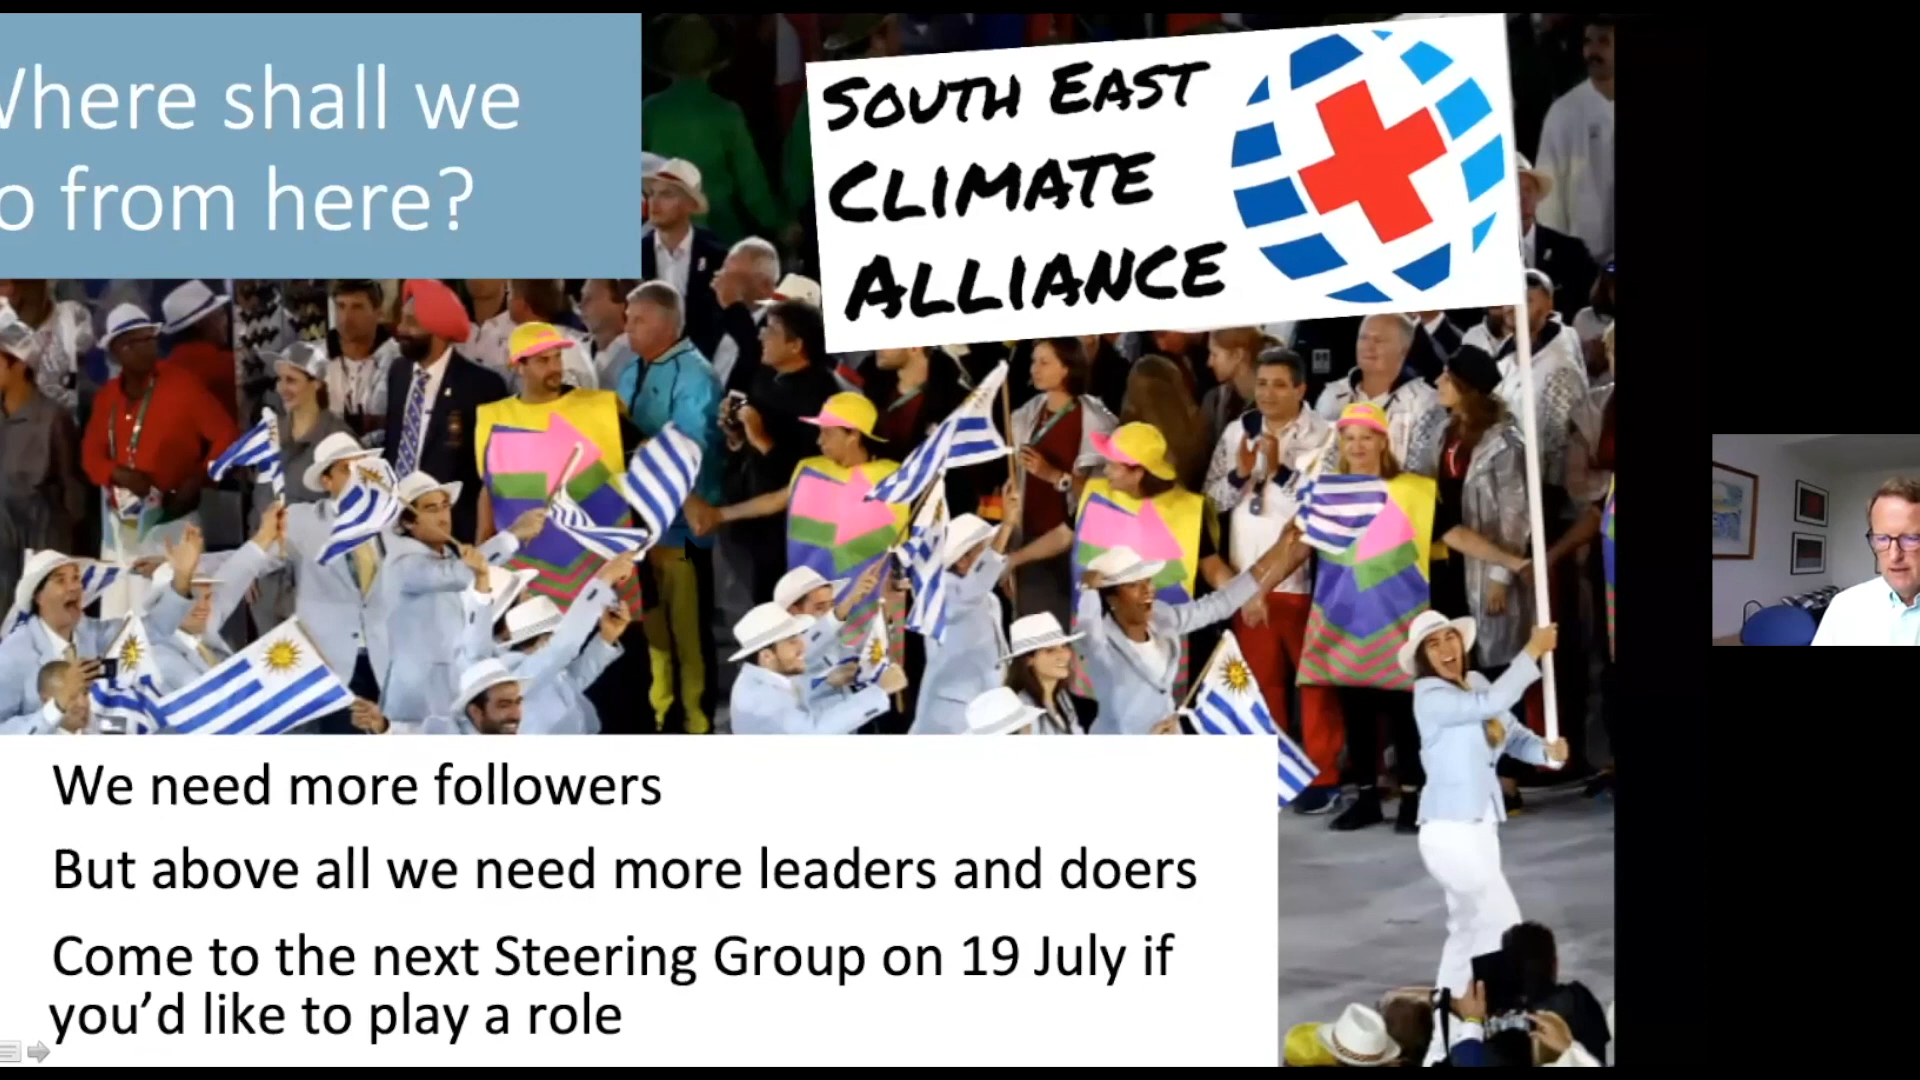 Where shall we
o from here?
SOUTH EAST
CLIMATE
ALLIANCE
We need more followers
But above all we need more leaders and doers
Come to the next Steering Group on 19 July if
you'd like to play a role